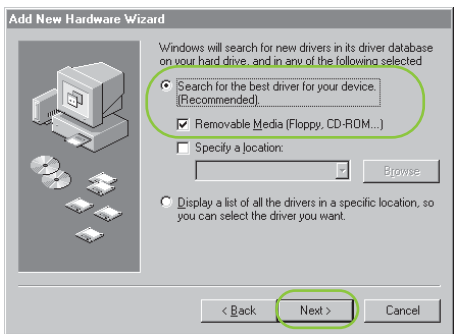 Add New Hardware Wizard
Windows will search for new drivers in its driver database
on your hard drive, and in any of the following selected
Search for the best driver for your device.
(Recommended).
Removable Media (Floppy, CD-ROM...)
Specify a location:
Browse
Display a list of all the drivers in a specific location, so
you can select the driver you want.
< Back
Next >
Cancel